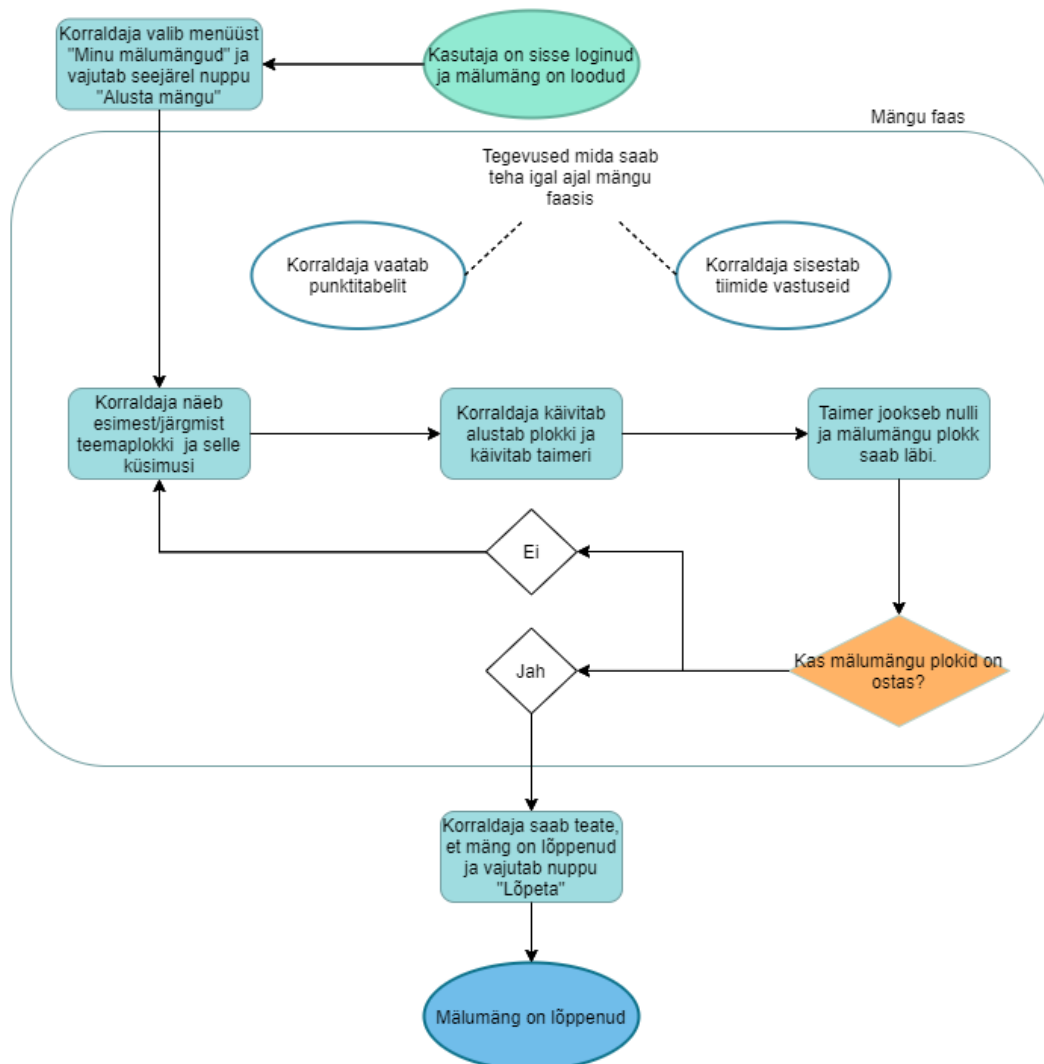 Korraldaja valib menüüst
"Minu mälumängud" ja
vajutab seejärel nuppu
"Alusta mängu"
Kasutaja on sisse loginud
ja mälumäng on loodud
Mängu faas
Tegevused mida saab
teha igal ajal mängu
faasis
Korraldaja vaatab
punktitabelit
Korraldaja sisestab
tiimide vastuseid
Korraldaja näeb
esimest/järgmist
teemaplokki ja selle
küsimusi
Korraldaja käivitab
alustab plokki ja
käivitab taimeri
Taimer jookseb nulli
ja mälumängu plokk
saab läbi.
Ei
Jah
Kas mälumängu plokid on
ostas?
Korraldaja saab teate,
et mäng on lõppenud
ja vajutab nuppu
"Lõpeta"
Mälumäng on lõppenud